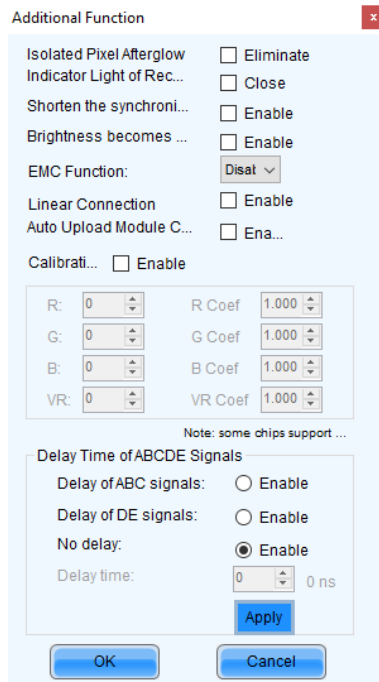 Additional Function x
Isolated Pixel Afterglow Eliminate
Indicator Light of Rec... Close
Shorten the synchroni... Enable
Brightness becomes ... Enable
EMC Function: Disat
Linear Connection Enable
Auto Upload Module C... Ena...
Calibrati... Enable
R: 0 R Coef 1.000
G: 0 G Coef 1.000
B: 0 B Coef 1.000
VR: 0 VR Coef 1.000
Note: some chips support ...
Delay Time of ABCDE Signals
Delay of ABC signals: Enable
Delay of DE signals: Enable
No delay: Enable
Delay time: 0 0 ns
Apply
OK Cancel